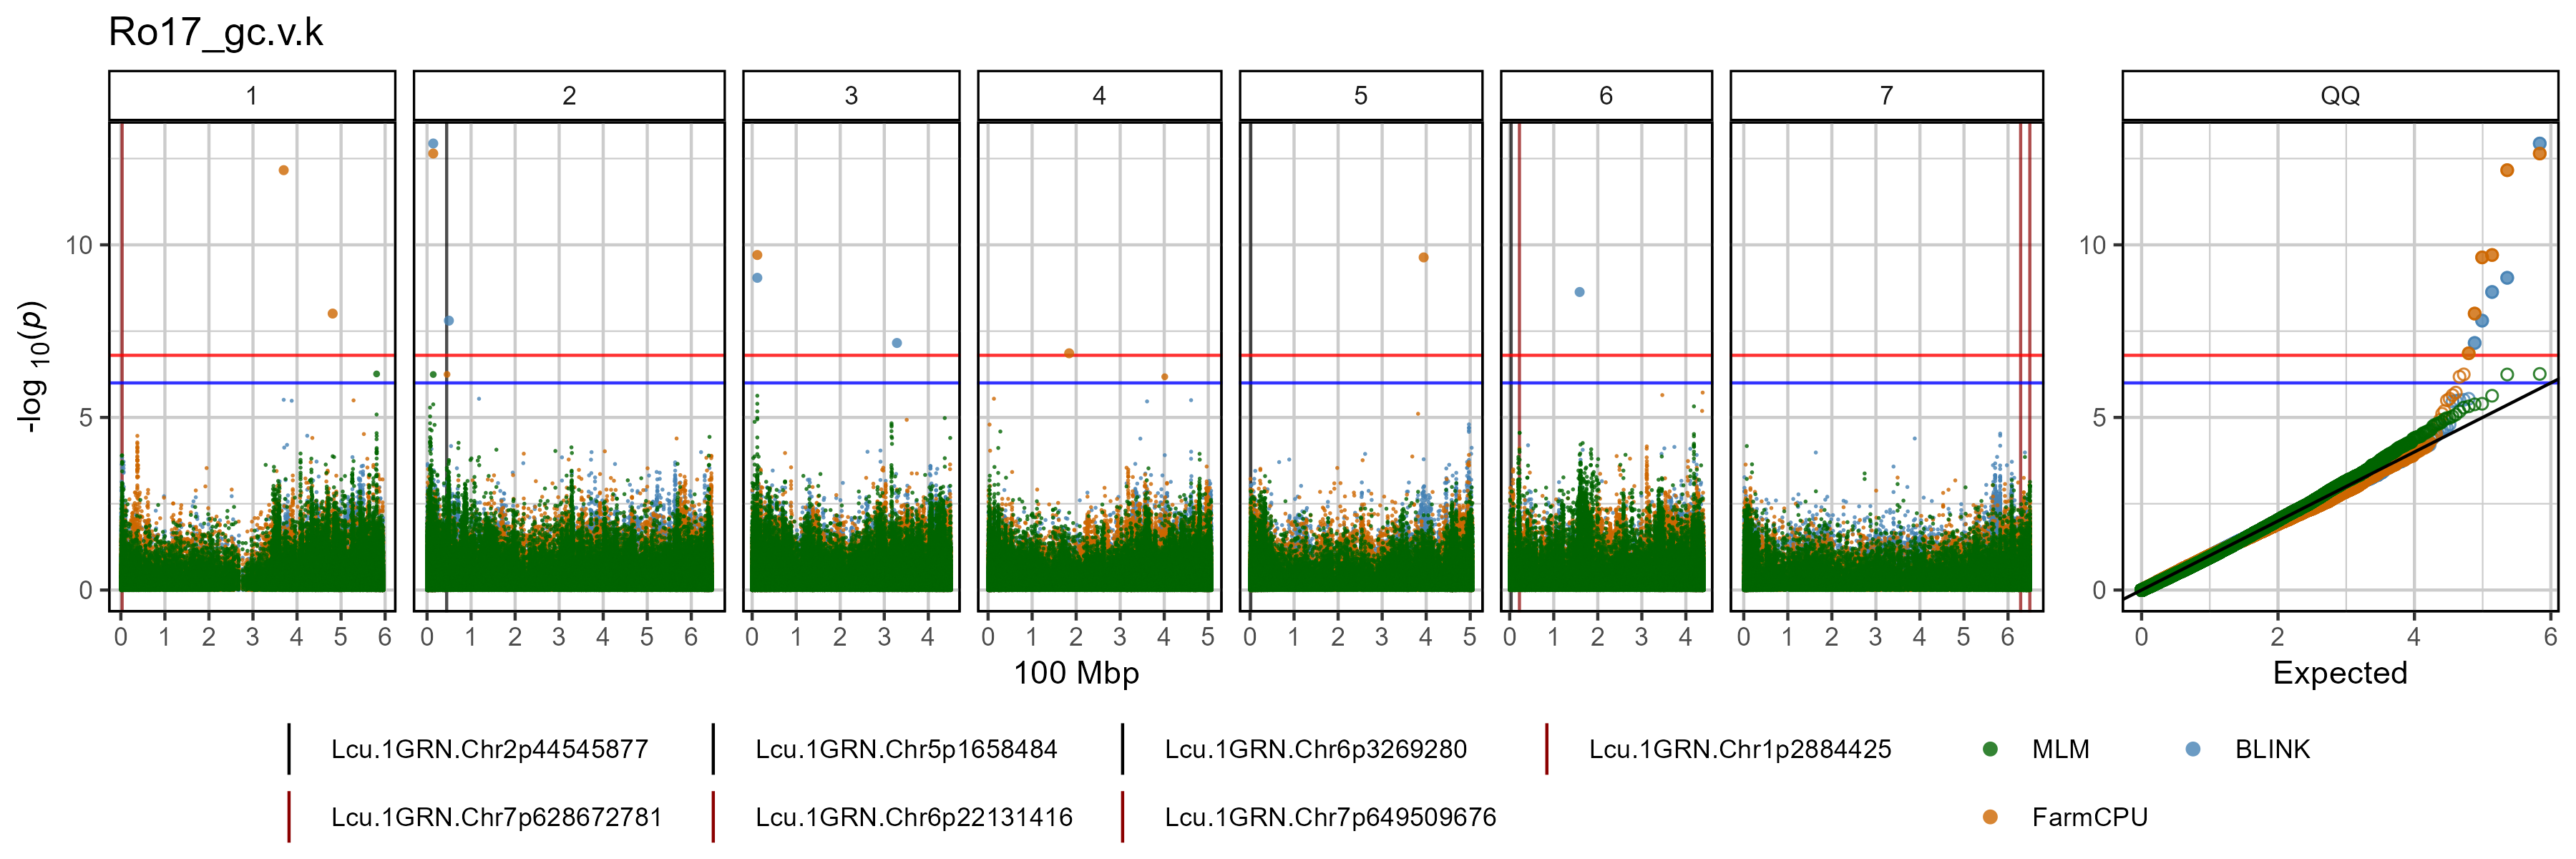 Ro17_gc.v.k
1 2 3 4 5 6 7 QQ
-log 10(p)
10
5
0
10
5
0
0 1 2 3 4 5 6 0 1 2 3 4 5 6 0 1 2 3 4 0 1 2 3 4 5 0 1 2 3 4 5 0 1 2 3 4 0 1 2 3 4 5 6 0 2 4 6
100 Mbp Expected
Lcu.1GRN.Chr2p44545877 Lcu.1GRN.Chr5p1658484 Lcu.1GRN.Chr6p3269280 Lcu.1GRN.Chr1p2884425 MLM BLINK
Lcu.1GRN.Chr7p628672781 Lcu.1GRN.Chr6p22131416 Lcu.1GRN.Chr7p649509676 FarmCPU